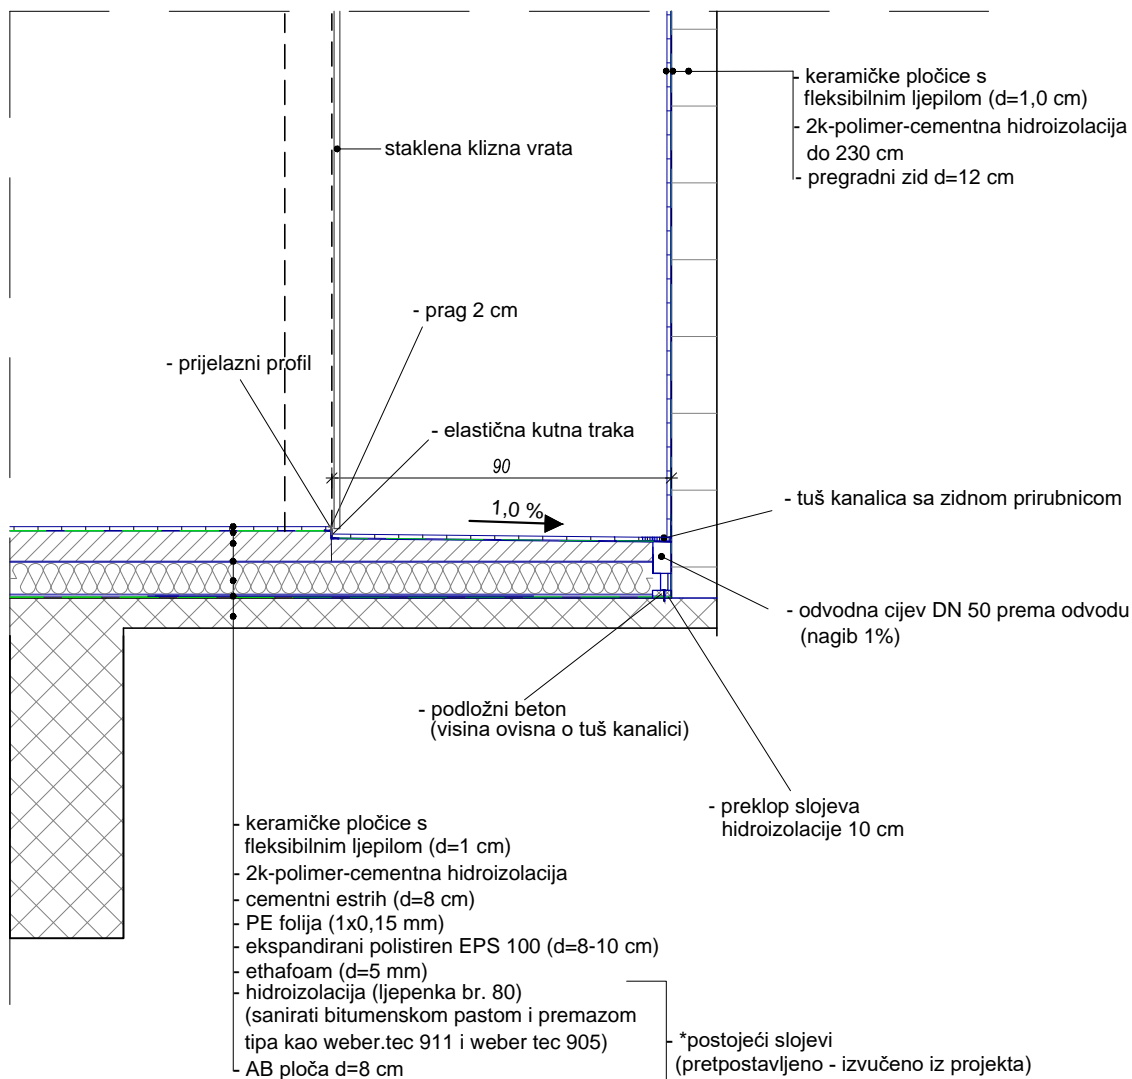 - keramičke pločice s
fleksibilnim ljepilom (d=1,0 cm)
- 2k-polimer-cementna hidroizolacija
do 230 cm
- pregradni zid d=12 cm
staklena klizna vrata
- prag 2 cm
- prijelazni profil
- elastična kutna traka
90
1,0 %
- tuš kanalica sa zidnom prirubnicom
- odvodna cijev DN 50 prema odvodu
(nagib 1%)
- podložni beton
(visina ovisna o tuš kanalici)
- preklop slojeva
hidroizolacije 10 cm
- keramičke pločice s
fleksibilnim ljepilom (d=1 cm)
- 2k-polimer-cementna hidroizolacija
- cementni estrih (d=8 cm)
- PE folija (1x0,15 mm)
- ekspandirani polistiren EPS 100 (d=8-10 cm)
- ethafoam (d=5 mm)
- hidroizolacija (ljepenka br. 80)
(sanirati bitumenskom pastom i premazom
tipa kao weber.tec 911 i weber tec 905)
- AB ploča d=8 cm
- *postojeći slojevi
(pretpostavljeno - izvučeno iz projekta)